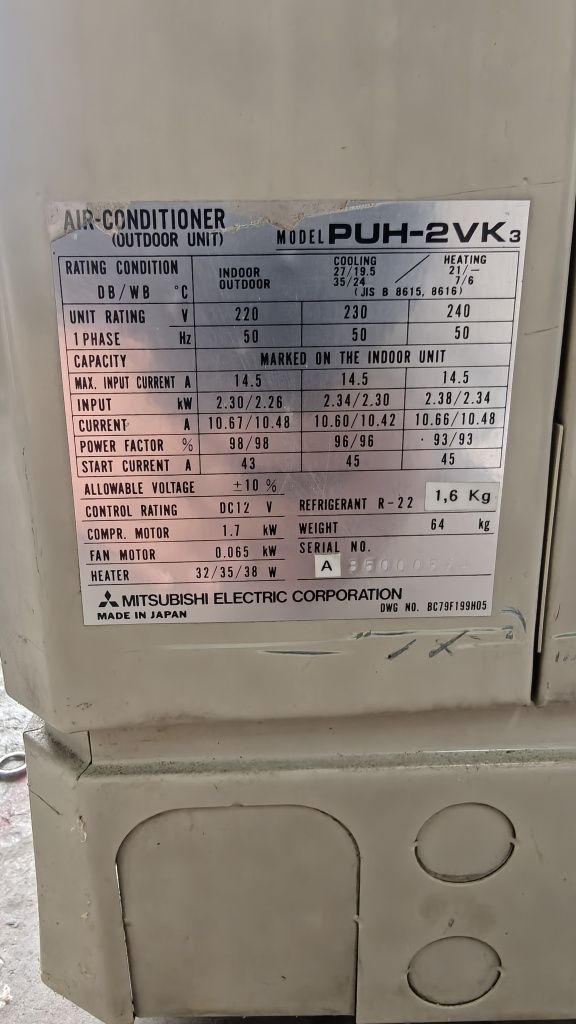 AIR-CONDITIONER
(OUTDOOR UNIT) MODEL PUH-2VK3
RATING CONDITION INDOOR COOLING 27/19.5 / HEATING 21/—
DB/WB °C OUTDOOR 35/24 / 7/6
(JIS B 8615, 8616)
UNIT RATING V 220 230 240
1 PHASE Hz 50 50 50
CAPACITY MARKED ON THE INDOOR UNIT
MAX. INPUT CURRENT A 14.5 14.5 14.5
INPUT kW 2.30/2.26 2.34/2.30 2.38/2.34
CURRENT A 10.67/10.48 10.60/10.42 10.66/10.48
POWER FACTOR % 98/98 96/96 93/93
START CURRENT A 43 45 45
ALLOWABLE VOLTAGE ±10 %
CONTROL RATING DC12 V REFRIGERANT R-22 1,6 Kg
COMPR. MOTOR 1.7 kW WEIGHT 64 kg
FAN MOTOR 0.065 kW SERIAL NO.
HEATER 32/35/38 W A
MITSUBISHI ELECTRIC CORPORATION
MADE IN JAPAN DWG NO. BC79F199H05